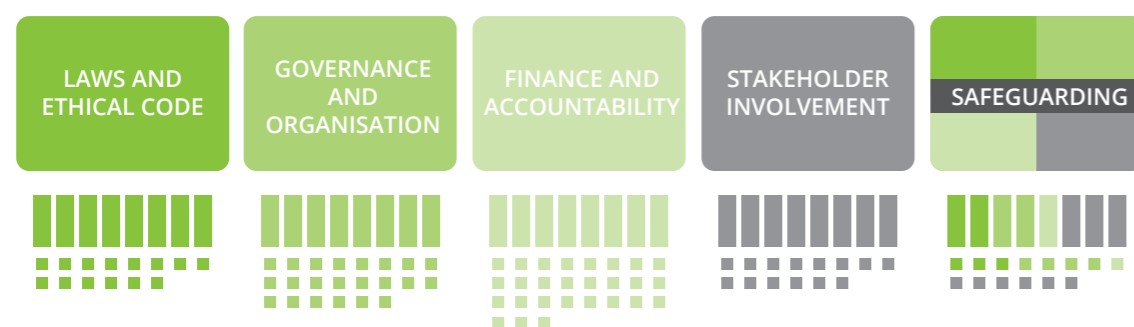 LAWS AND
ETHICAL CODE
GOVERNANCE
AND
ORGANISATION
FINANCE AND
ACCOUNTABILITY
STAKEHOLDER
INVOLVEMENT
SAFEGUARDING